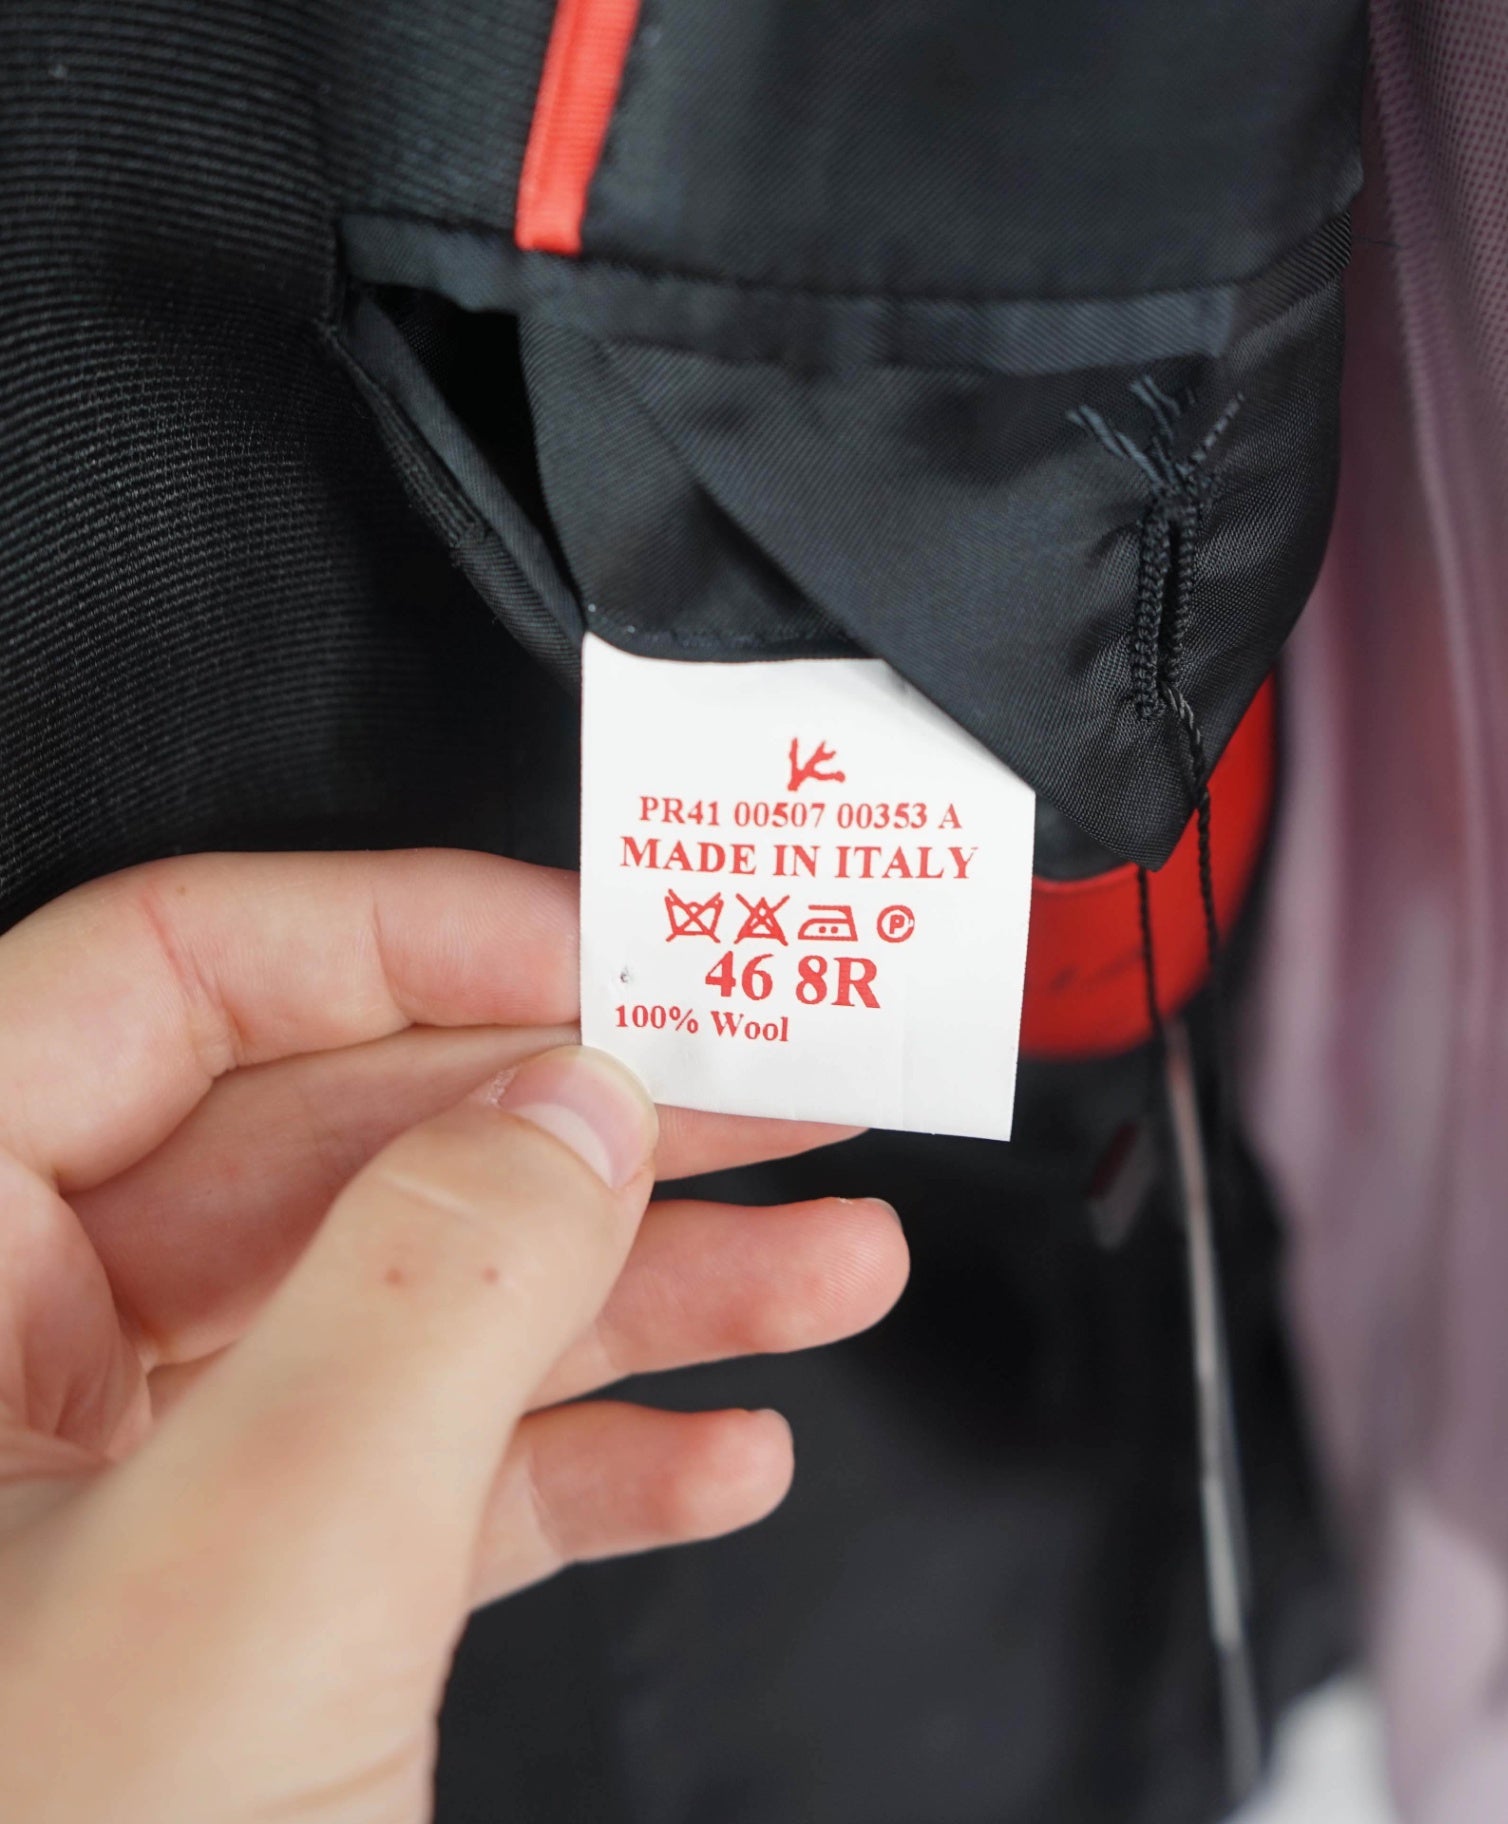 PR41 00507 00353 A
MADE IN ITALY
P
46 8R
100% Wool